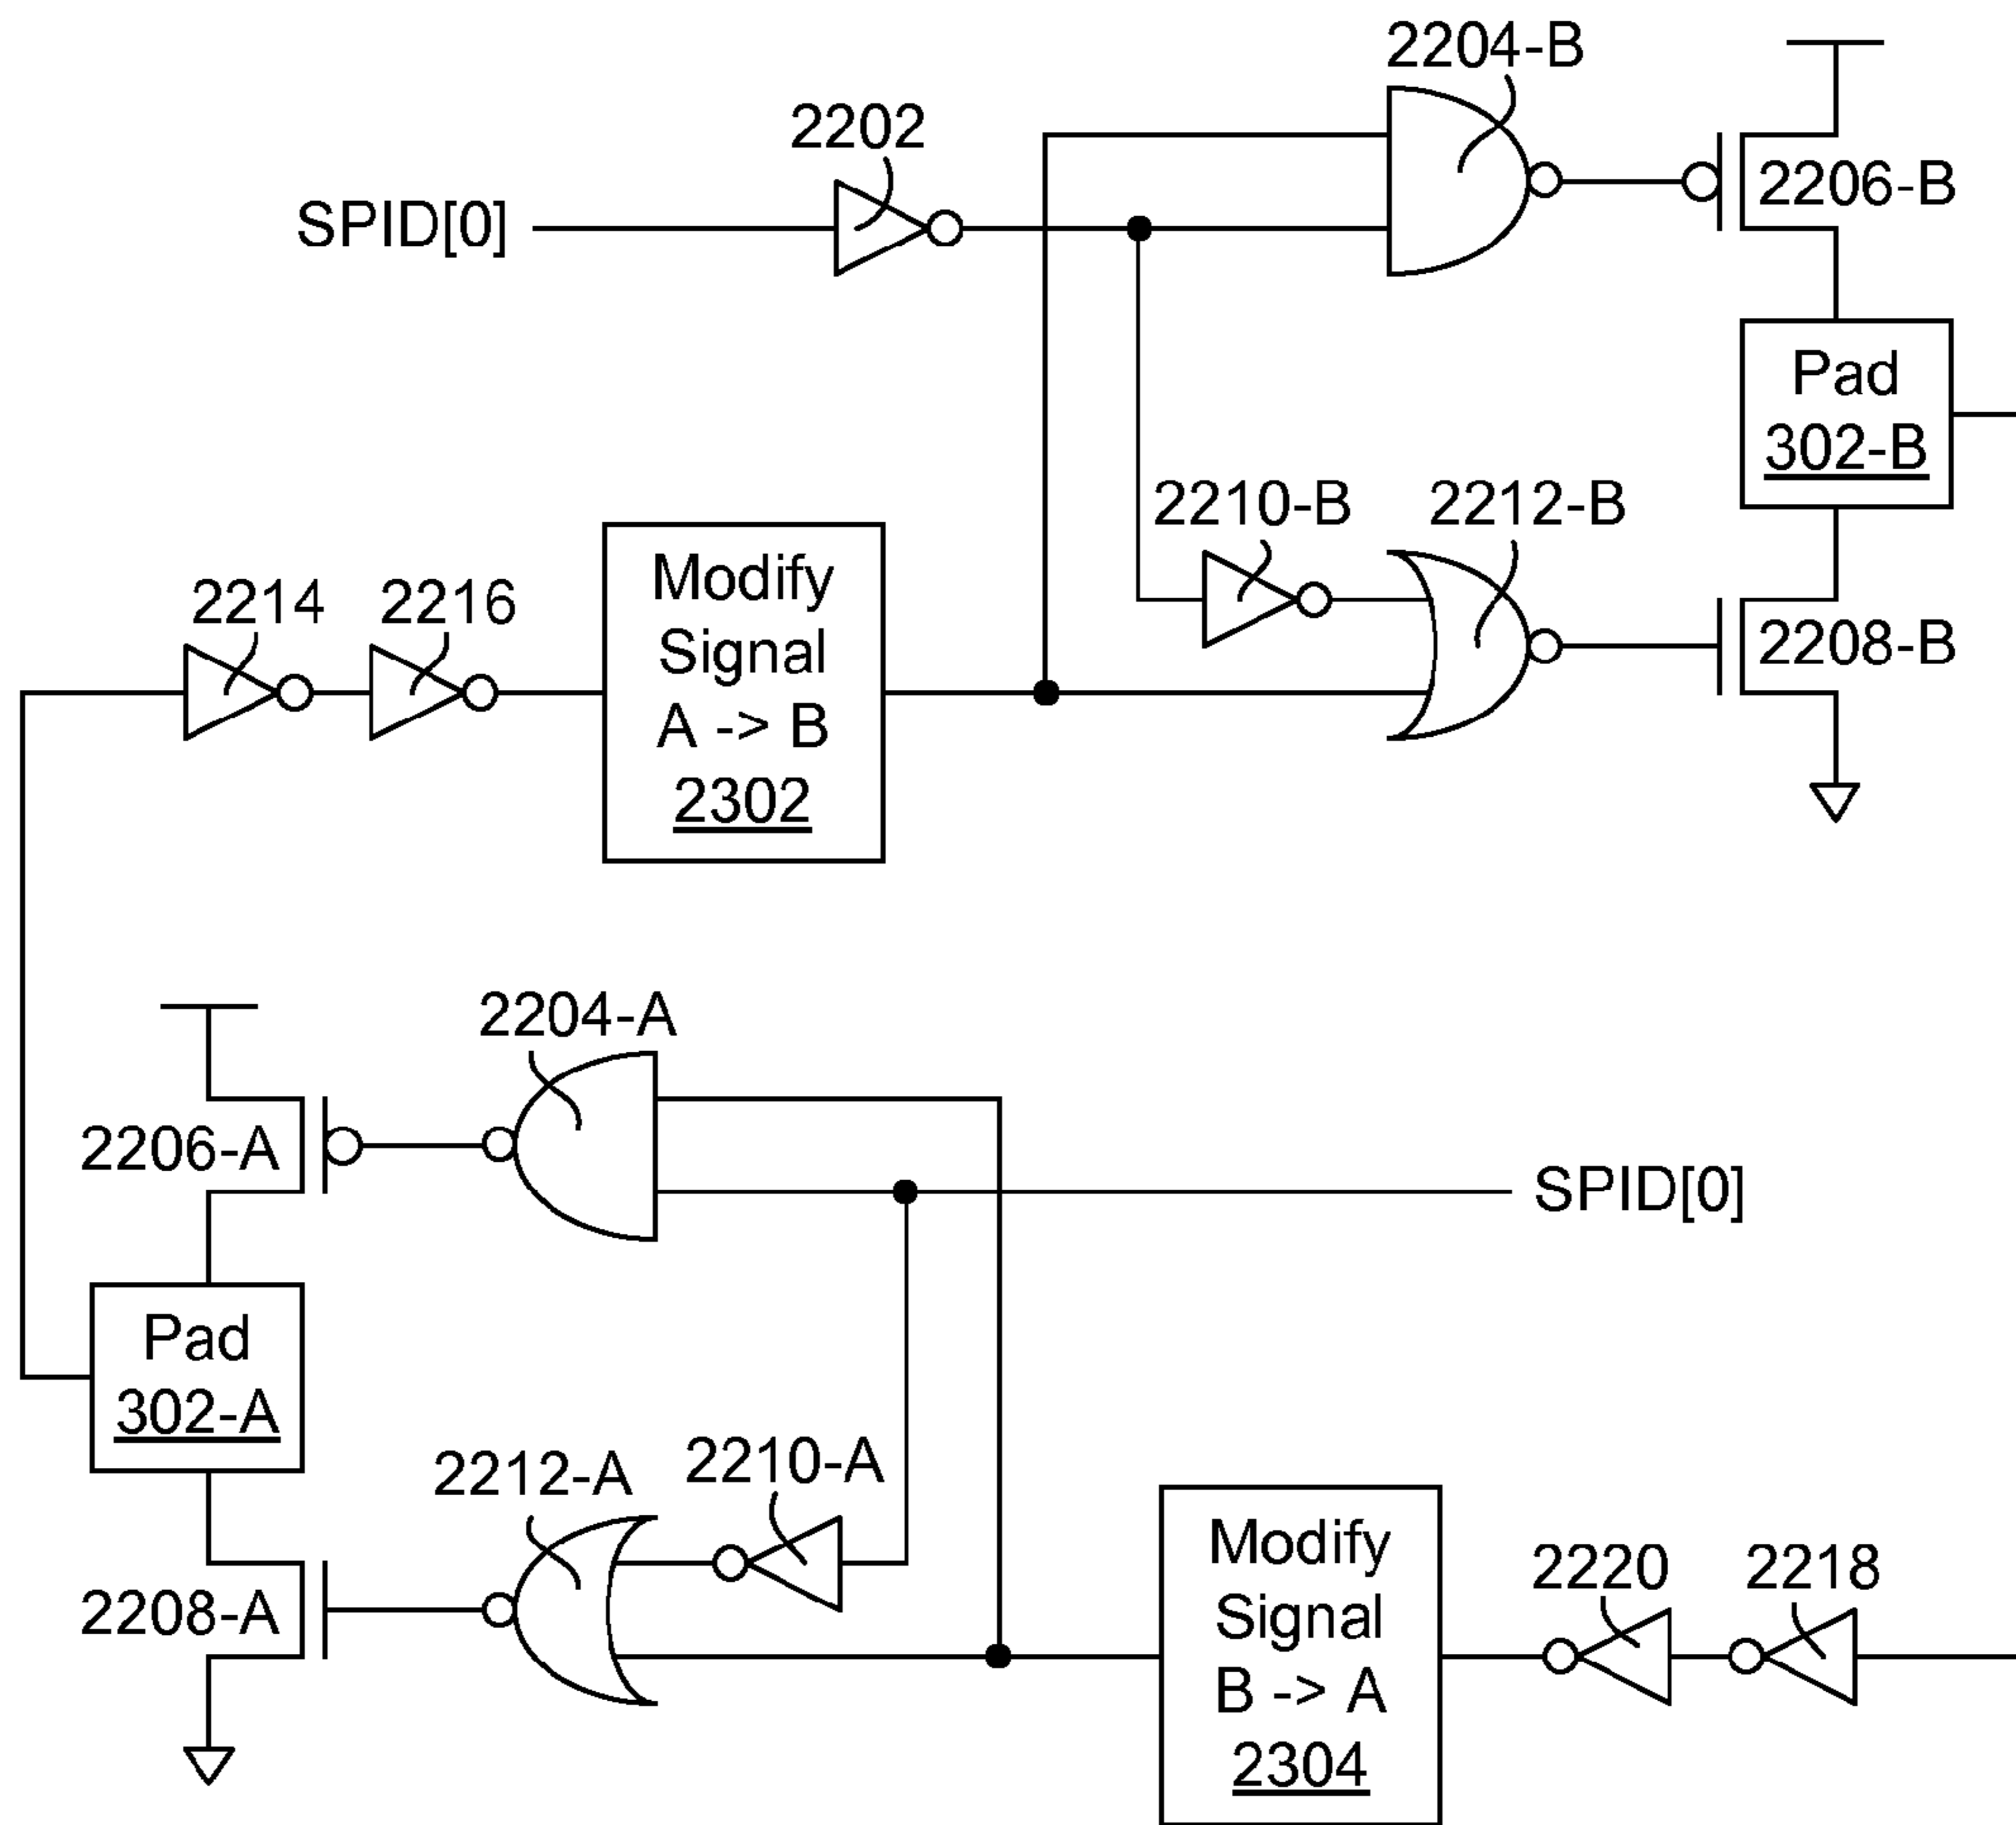 2204-B
2202
2206-B
SPID[0]
Pad
302-B
2210-B
2212-B
2214
2216
Modify
Signal
A -> B
2302
2208-B
2204-A
2206-A
SPID[0]
Pad
302-A
2212-A
2210-A
2208-A
Modify
Signal
B -> A
2304
2220
2218